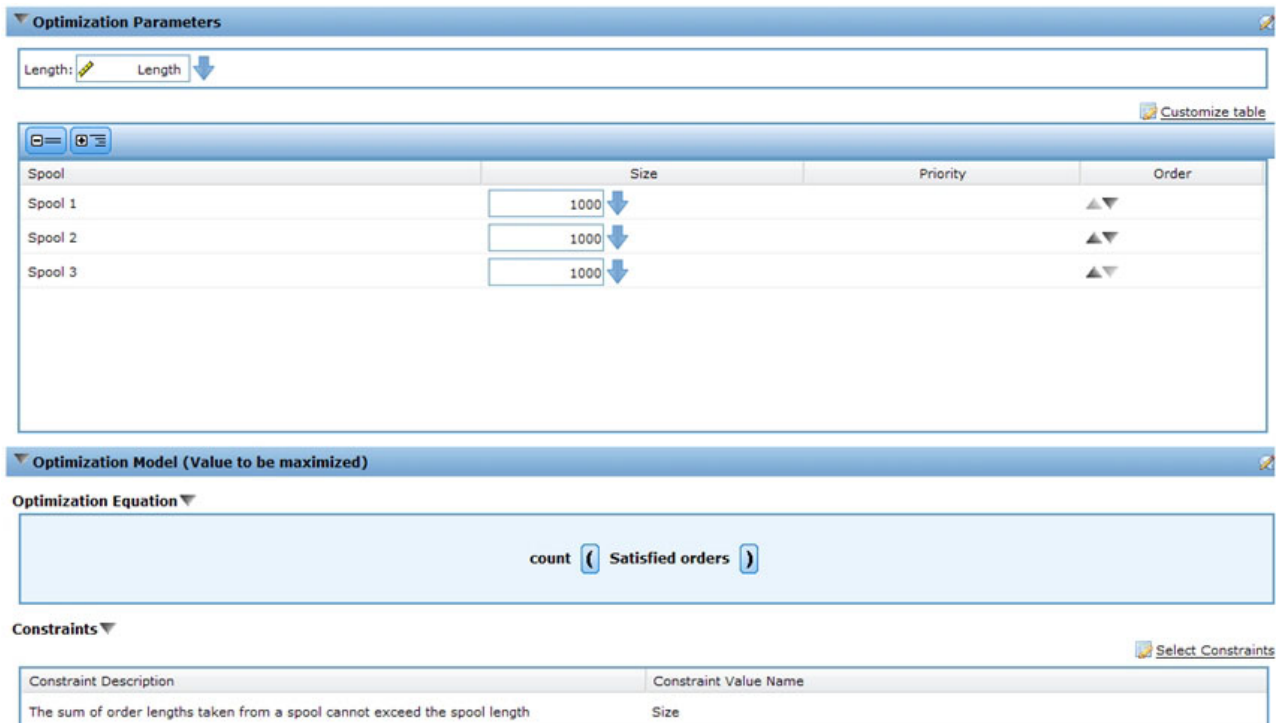 Optimization Parameters
Length: Length
Customize table
Spool Size Priority Order
Spool 1 1000
Spool 2 1000
Spool 3 1000
Optimization Model (Value to be maximized)
Optimization Equation
count ( Satisfied orders )
Constraints
Select Constraints
Constraint Description Constraint Value Name
The sum of order lengths taken from a spool cannot exceed the spool length Size